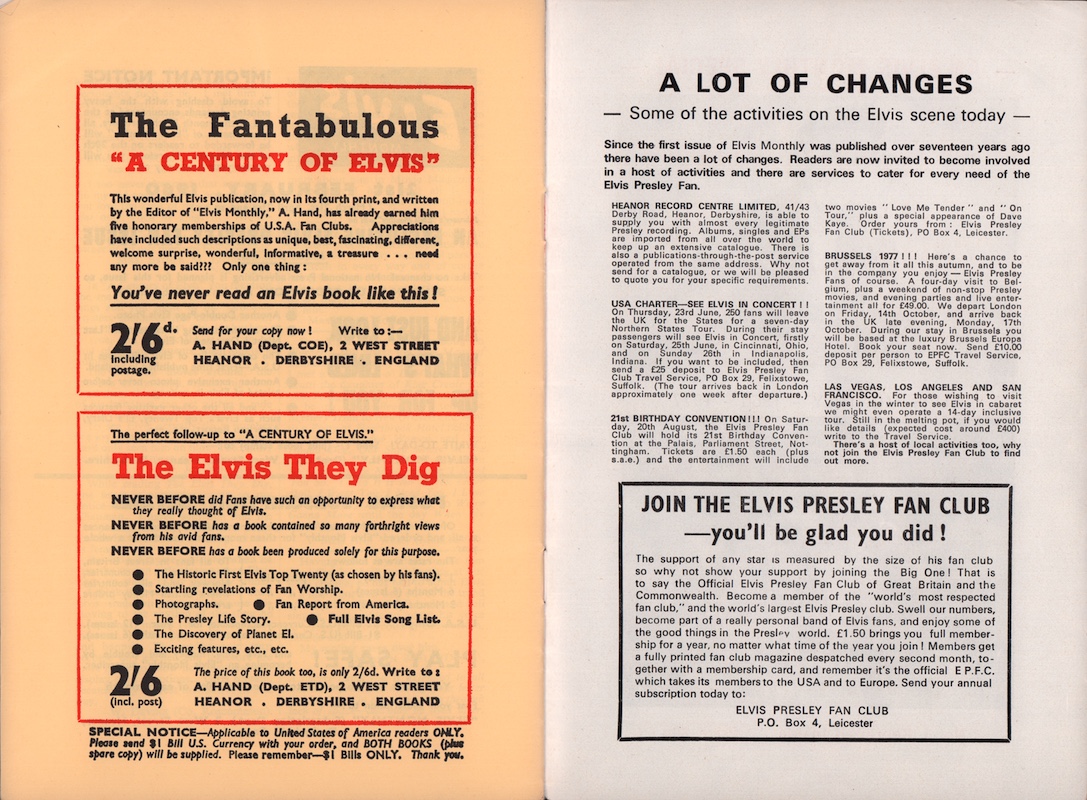 The Fantabulous
“A CENTURY OF ELVIS”
This wonderful Elvis publication, now in its fourth print, and written
by the Editor of "Elvis Monthly," A. Hand, has already earned him
five honorary memberships of U.S.A. Fan Clubs. Appreciations
have included such descriptions as unique, best, fascinating, different,
welcome surprise, wonderful, Informative, a treasure . . . need
any more be said??? Only one thing :
You've never read an Elvis book like this !
2/6d.
Including
postage.
Send for your copy now ! Write to :—
A. HAND (Dept. COE), 2 WEST STREET
HEANOR . DERBYSHIRE . ENGLAND
The perfect follow-up to "A CENTURY OF ELVIS."
The Elvis They Dig
NEVER BEFORE did Fans have such an opportunity to express what
they really thought of Elvis.
NEVER BEFORE has a book contained so many forthright views
from his avid fans.
NEVER BEFORE has a book been produced solely for this purpose.
● The Historic First Elvis Top Twenty (as chosen by his fans).
● Startling revelations of Fan Worship.
● Photographs. ● Fan Report from America.
● The Presley Life Story. ● Full Elvis Song List.
● The Discovery of Planet El.
● Exciting features, etc., etc.
2/6
(incl. post)
The price of this book too, is only 2/6d. Write to :
A. HAND (Dept. ETD), 2 WEST STREET
HEANOR . DERBYSHIRE . ENGLAND
SPECIAL NOTICE—Applicable to United States of America readers ONLY.
Please send $1 Bill U.S. Currency with your order, and BOTH BOOKS (plus
spare copy) will be supplied. Please remember—$1 Bills ONLY. Thank you.
A LOT OF CHANGES
— Some of the activities on the Elvis scene today —
Since the first issue of Elvis Monthly was published over seventeen years ago
there have been a lot of changes. Readers are now invited to become involved
in a host of activities and there are services to cater for every need of the
Elvis Presley Fan.
HEANOR RECORD CENTRE LIMITED, 41/43
Derby Road, Heanor, Derbyshire, is able to
supply you with almost every legitimate
Presley recording. Albums, singles and EPs
are imported from all over the world to
keep up an extensive catalogue. There is
also a publications-through-the-post service
operated from the same address. Why not
send for a catalogue, or we will be pleased
to quote you for your specific requirements.
USA CHARTER—SEE ELVIS IN CONCERT ! !
On Thursday, 23rd June, 250 fans will leave
the UK for the States for a seven-day
Northern States Tour. During their stay
passengers will see Elvis in Concert, firstly
on Saturday, 25th June, in Cincinnati, Ohio,
and on Sunday 26th in Indianapolis,
Indiana. If you want to be included, then
send a £25 deposit to Elvis Presley Fan
Club Travel Service, PO Box 29, Felixstowe,
Suffolk. (The tour arrives back in London
approximately one week after departure.)
21st BIRTHDAY CONVENTION!!! On Satur-
day, 20th August, the Elvis Presley Fan
Club will hold its 21st Birthday Conven-
tion at the Palais, Parliament Street, Not-
tingham. Tickets are £1.50 each (plus
s.a.e.) and the entertainment will include
two movies " Love Me Tender " and " On
Tour," plus a special appearance of Dave
Kaye. Order yours from : Elvis Presley
Fan Club (Tickets), PO Box 4, Leicester.
BRUSSELS 1977 ! ! ! Here's a chance to
get away from it all this autumn, and to be
in the company you enjoy — Elvis Presley
Fans of course. A four-day visit to Bel-
gium, plus a weekend of non-stop Presley
movies, and evening parties and live enter-
tainment all for £49.00. We depart London
on Friday, 14th October, and arrive back
in the UK late evening, Monday, 17th
October. During our stay in Brussels you
will be based at the luxury Brussels Europa
Hotel. Book your seat now. Send £10.00
deposit per person to EPFC Travel Service,
PO Box 29, Felixstowe, Suffolk.
LAS VEGAS, LOS ANGELES AND SAN
FRANCISCO. For those wishing to visit
Vegas in the winter to see Elvis in cabaret
we might even operate a 14-day inclusive
tour. Still in the melting pot, if you would
like details (expected cost around £400)
write to the Travel Service.
There's a host of local activities too, why
not join the Elvis Presley Fan Club to find
out more.
JOIN THE ELVIS PRESLEY FAN CLUB
—you'll be glad you did !
The support of any star is measured by the size of his fan club
so why not show your support by joining the Big One! That is
to say the Official Elvis Presley Fan Club of Great Britain and the
Commonwealth. Become a member of the "world's most respected
fan club," and the world's largest Elvis Presley club. Swell our numbers,
become part of a really personal band of Elvis fans, and enjoy some of
the good things in the Presley world. £1.50 brings you full member-
ship for a year, no matter what time of the year you join ! Members get
a fully printed fan club magazine despatched every second month, to-
gether with a membership card, and remember it's the official E P.F.C.
which takes its members to the USA and to Europe. Send your annual
subscription today to:
ELVIS PRESLEY FAN CLUB
P.O. Box 4, Leicester